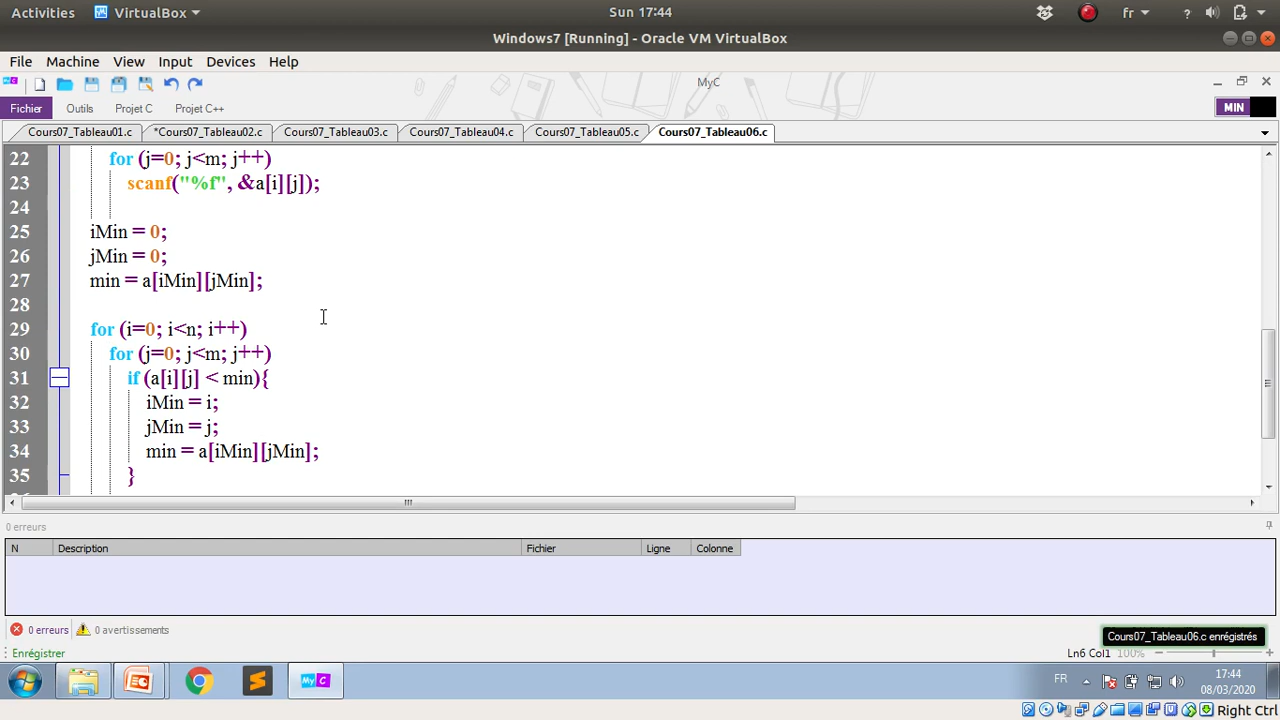 Activities VirtualBox Sun 17:44 fr ?
Windows7 [Running] - Oracle VM VirtualBox
File Machine View Input Devices Help
MyC
Fichier Outils Projet C Projet C++ MIN
Cours07_Tableau01.c *Cours07_Tableau02.c Cours07_Tableau03.c Cours07_Tableau04.c Cours07_Tableau05.c Cours07_Tableau06.c
22 for (j=0; j<m; j++)
23 scanf("%f", &a[i][j]);
24
25 iMin = 0;
26 jMin = 0;
27 min = a[iMin][jMin];
28
29 for (i=0; i<n; i++)
30 for (j=0; j<m; j++)
31 if (a[i][j] < min){
32 iMin = i;
33 jMin = j;
34 min = a[iMin][jMin];
35 }
0 erreurs
N Description Fichier Ligne Colonne
0 erreurs 0 avertissements
Cours07_Tableau06.c enrégistrés
Enrégistrer Ln6 Col1 100%
MyC FR 17:44
08/03/2020
Right Ctrl